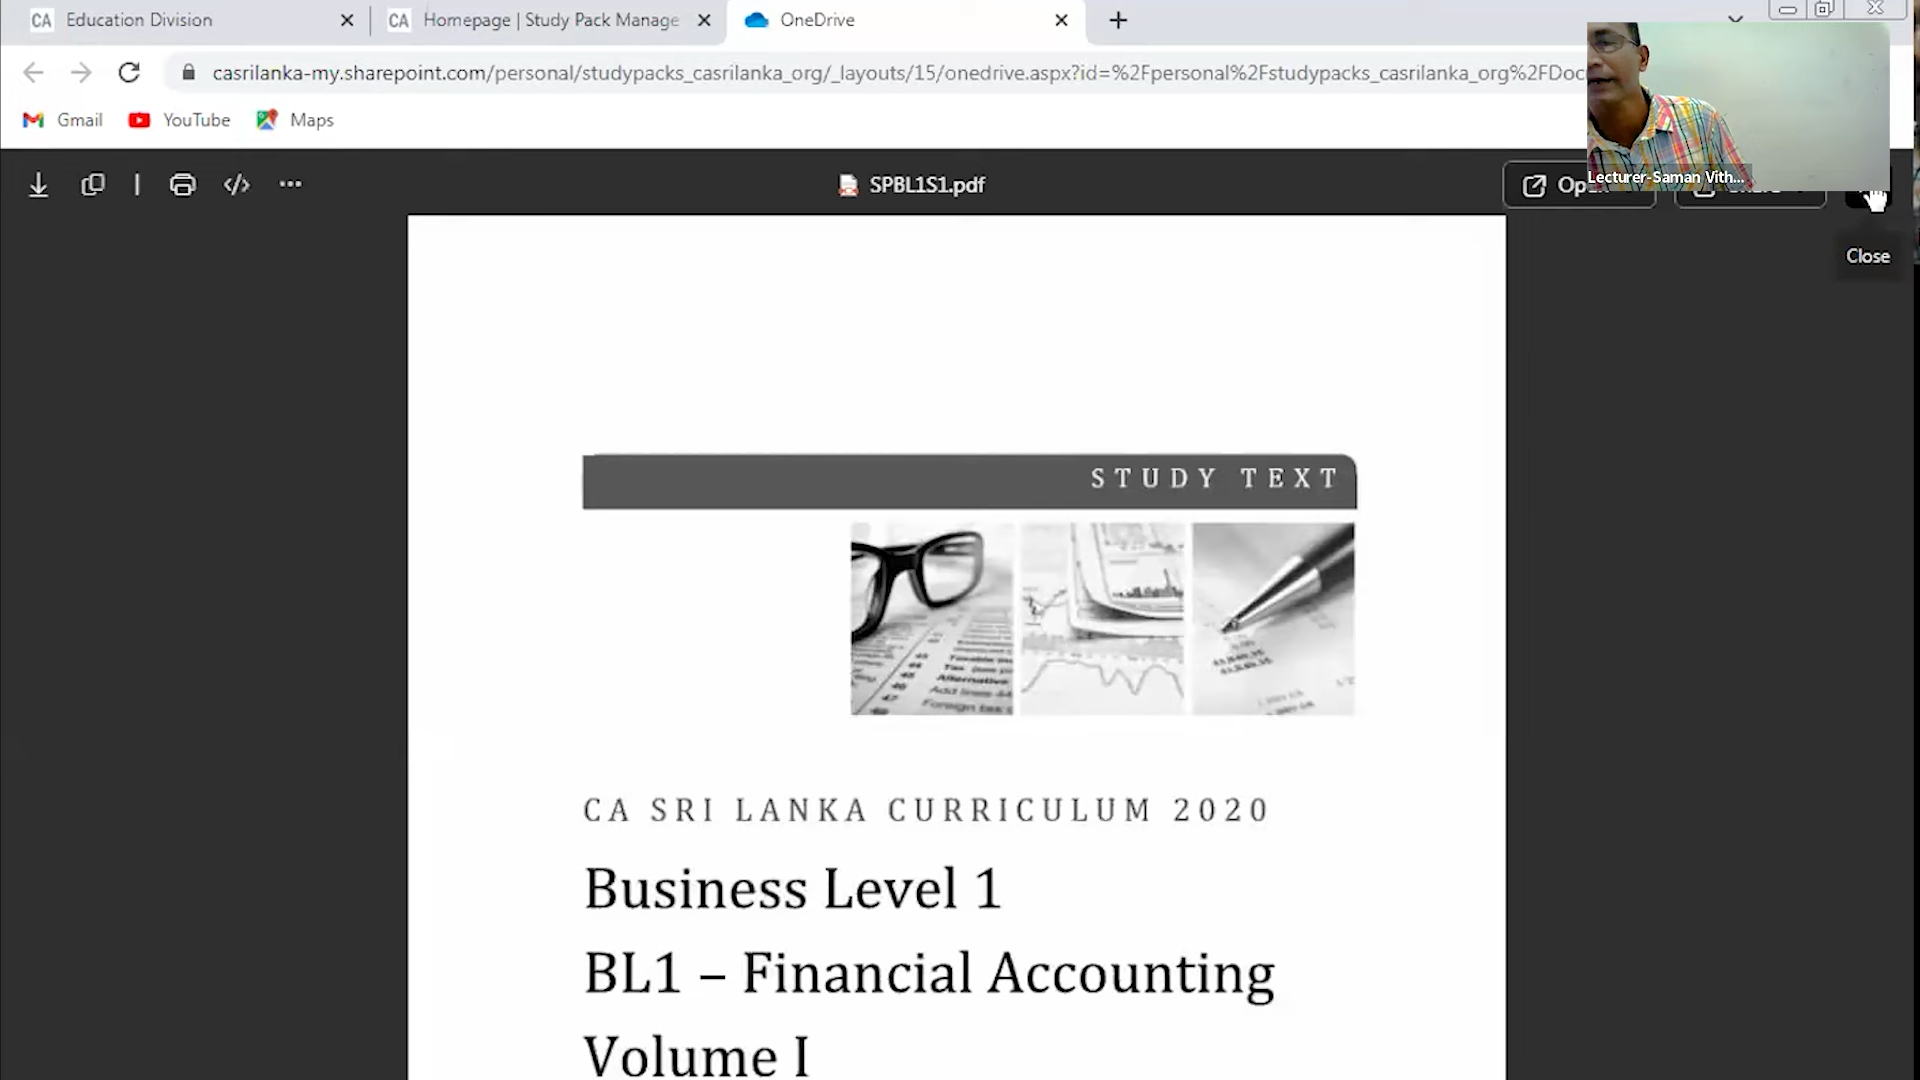 Education Division
Homepage | Study Pack Manage
OneDrive
casrilanka-my.sharepoint.com/personal/studypacks_casrilanka_org/_layouts/15/onedrive.aspx?id=%2Fpersonal%2Fstudypacks_casrilanka_org%2FDoc
Gmail
YouTube
Maps
SPBL1S1.pdf
Lecturer-Saman Vith...
Close
STUDY TEXT
CA SRI LANKA CURRICULUM 2020
Business Level 1
BL1 – Financial Accounting
Volume I